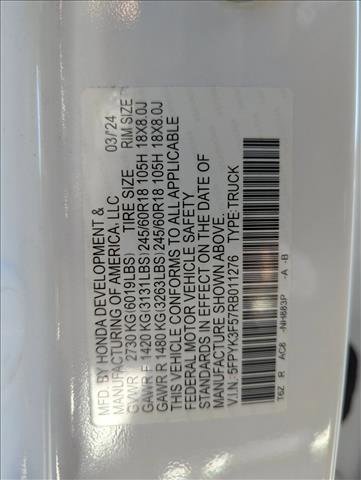 MFD. BY HONDA DEVELOPMENT &
MANUFACTURING OF AMERICA, LLC 03/24
GVWR 2730 KG(6019LBS) TIRE SIZE RIM SIZE
GAWR F 1420 KG(3131LBS)245/60R18 105H 18X8.0J
GAWR R 1480 KG(3263LBS)245/60R18 105H 18X8.0J
THIS VEHICLE CONFORMS TO ALL APPLICABLE
FEDERAL MOTOR VEHICLE SAFETY
STANDARDS IN EFFECT ON THE DATE OF
MANUFACTURE SHOWN ABOVE.
V.I.N.:5FPYK3F57RB011276 TYPE:TRUCK
T6Z R AC8 -NH883P -A -B